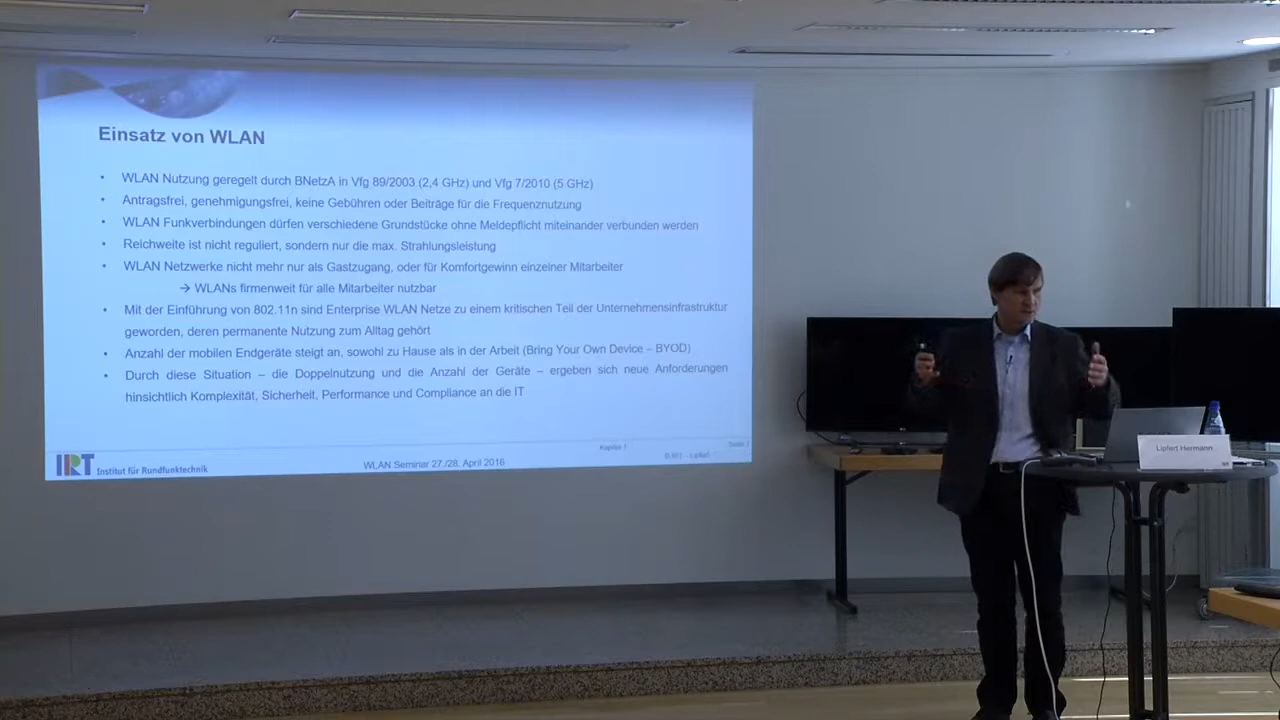 Einsatz von WLAN
• WLAN Nutzung geregelt durch BNetzA in Vfg 89/2003 (2,4 GHz) und Vfg 7/2010 (5 GHz)
• Antragsfrei, genehmigungsfrei, keine Gebühren oder Beiträge für die Frequenznutzung
• WLAN Funkverbindungen dürfen verschiedene Grundstücke ohne Meldepflicht miteinander verbunden werden
• Reichweite ist nicht reguliert, sondern nur die max. Strahlungsleistung
• WLAN Netzwerke nicht mehr nur als Gastzugang, oder für Komfortgewinn einzelner Mitarbeiter
→ WLANs firmenweit für alle Mitarbeiter nutzbar
• Mit der Einführung von 802.11n sind Enterprise WLAN Netze zu einem kritischen Teil der Unternehmensinfrastruktur
geworden, deren permanente Nutzung zum Alltag gehört
• Anzahl der mobilen Endgeräte steigt an, sowohl zu Hause als in der Arbeit (Bring Your Own Device – BYOD)
• Durch diese Situation – die Doppelnutzung und die Anzahl der Geräte – ergeben sich neue Anforderungen
hinsichtlich Komplexität, Sicherheit, Performance und Compliance an die IT
IRT Institut für Rundfunktechnik
WLAN Seminar 27./28. April 2016
Kapitel 1
Lipfert Hermann